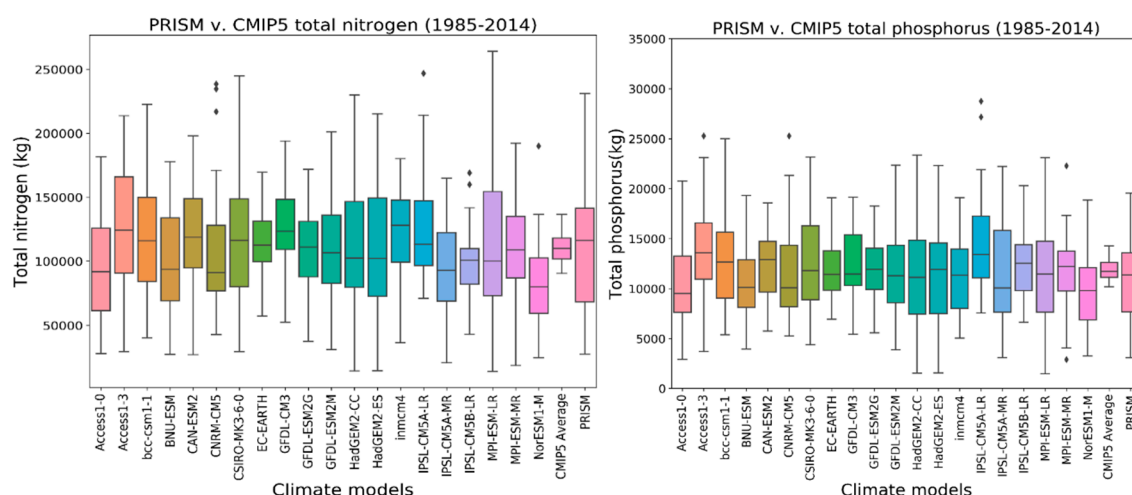 PRISM v. CMIP5 total nitrogen (1985-2014)
Total nitrogen (kg)
250000
200000
150000
100000
50000
Access1-0
Access1-3
bcc-csm1-1
BNU-ESM
CAN-ESM2
CNRM-CM5
CSIRO-MK3-6-0
EC-EARTH
GFDL-CM3
GFDL-ESM2G
GFDL-ESM2M
HadGEM2-CC
HadGEM2-ES
inmcm4
IPSL-CM5A-LR
IPSL-CM5A-MR
IPSL-CM5B-LR
MPI-ESM-LR
MPI-ESM-MR
NorESM1-M
CMIP5 Average
PRISM
Climate models
PRISM v. CMIP5 total phosphorus (1985-2014)
Total phosphorus(kg)
35000
30000
25000
20000
15000
10000
5000
0
Access1-0
Access1-3
bcc-csm1-1
BNU-ESM
CAN-ESM2
CNRM-CM5
CSIRO-MK3-6-0
EC-EARTH
GFDL-CM3
GFDL-ESM2G
GFDL-ESM2M
HadGEM2-CC
HadGEM2-ES
inmcm4
IPSL-CM5A-LR
IPSL-CM5A-MR
IPSL-CM5B-LR
MPI-ESM-LR
MPI-ESM-MR
NorESM1-M
CMIP5 Average
PRISM
Climate models